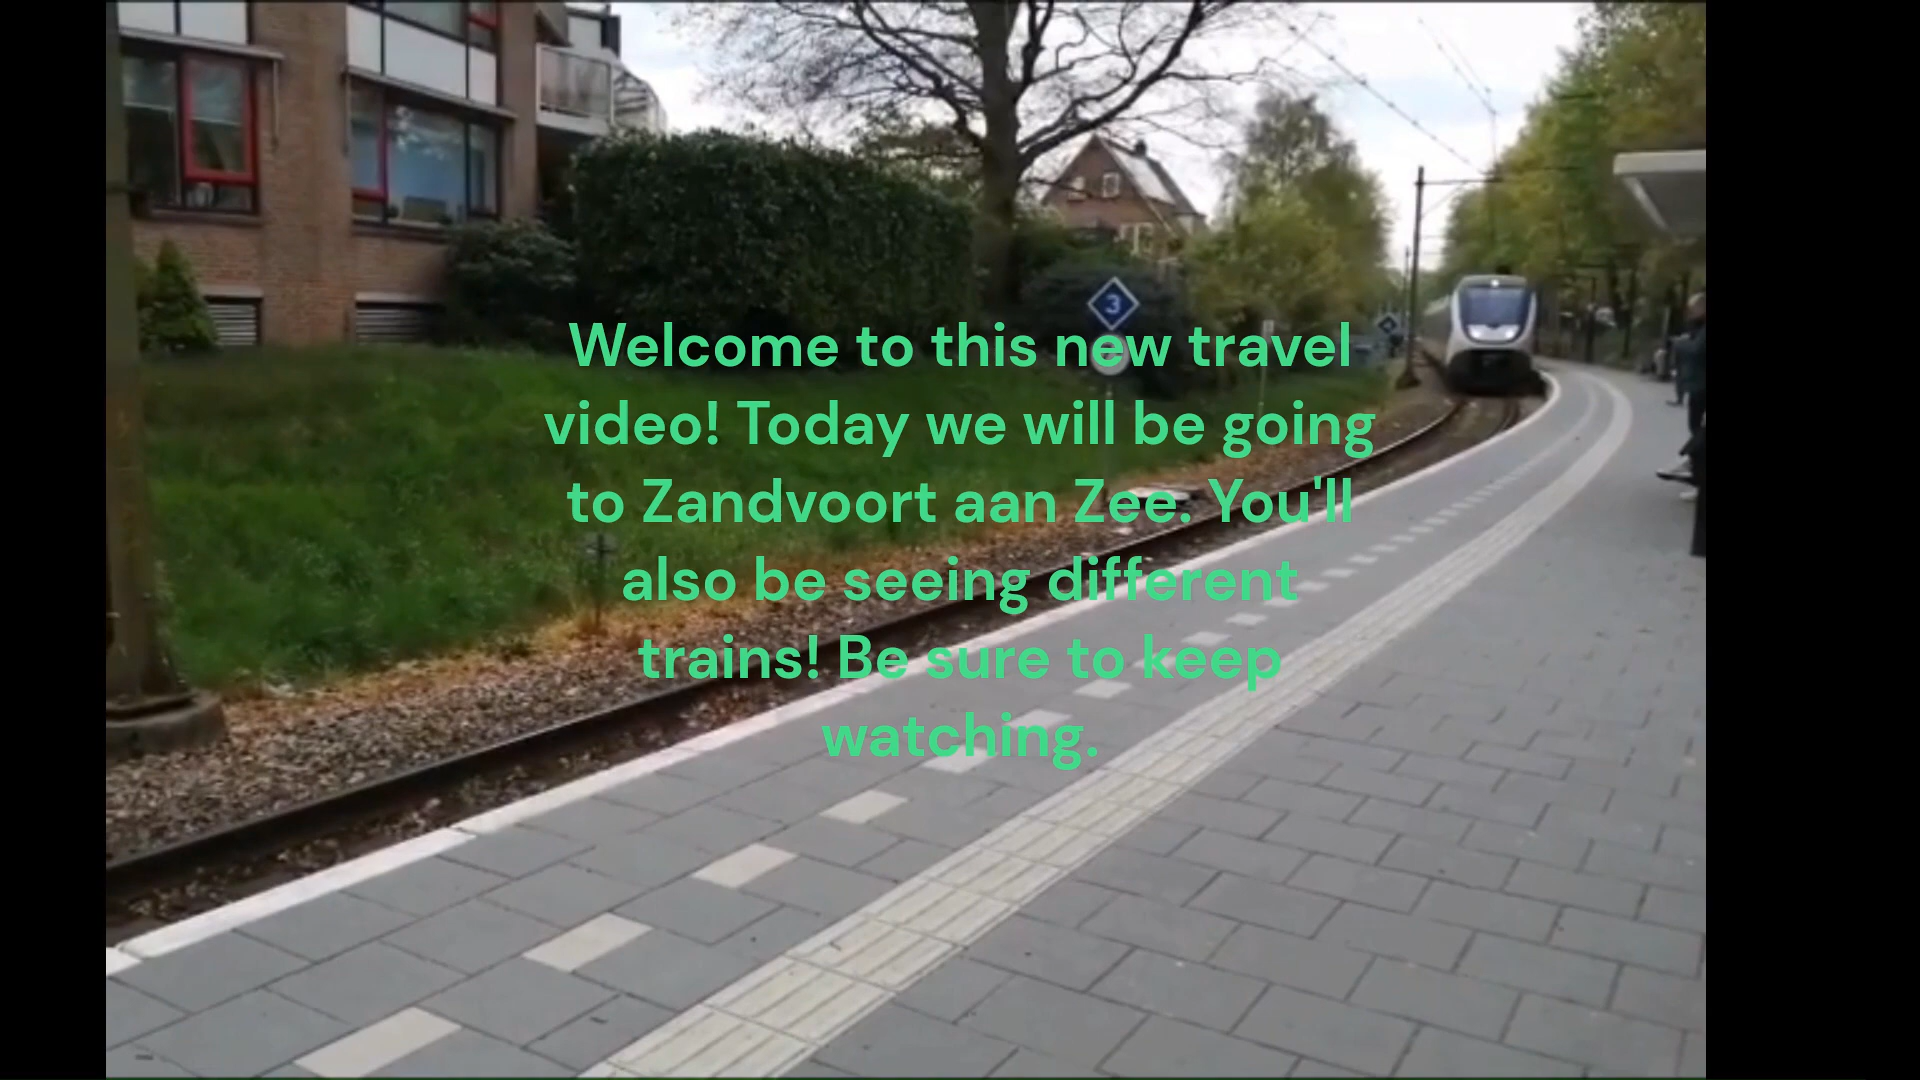 3
Welcome to this new travel
video! Today we will be going
to Zandvoort aan Zee. You'll
also be seeing different
trains! Be sure to keep
watching.